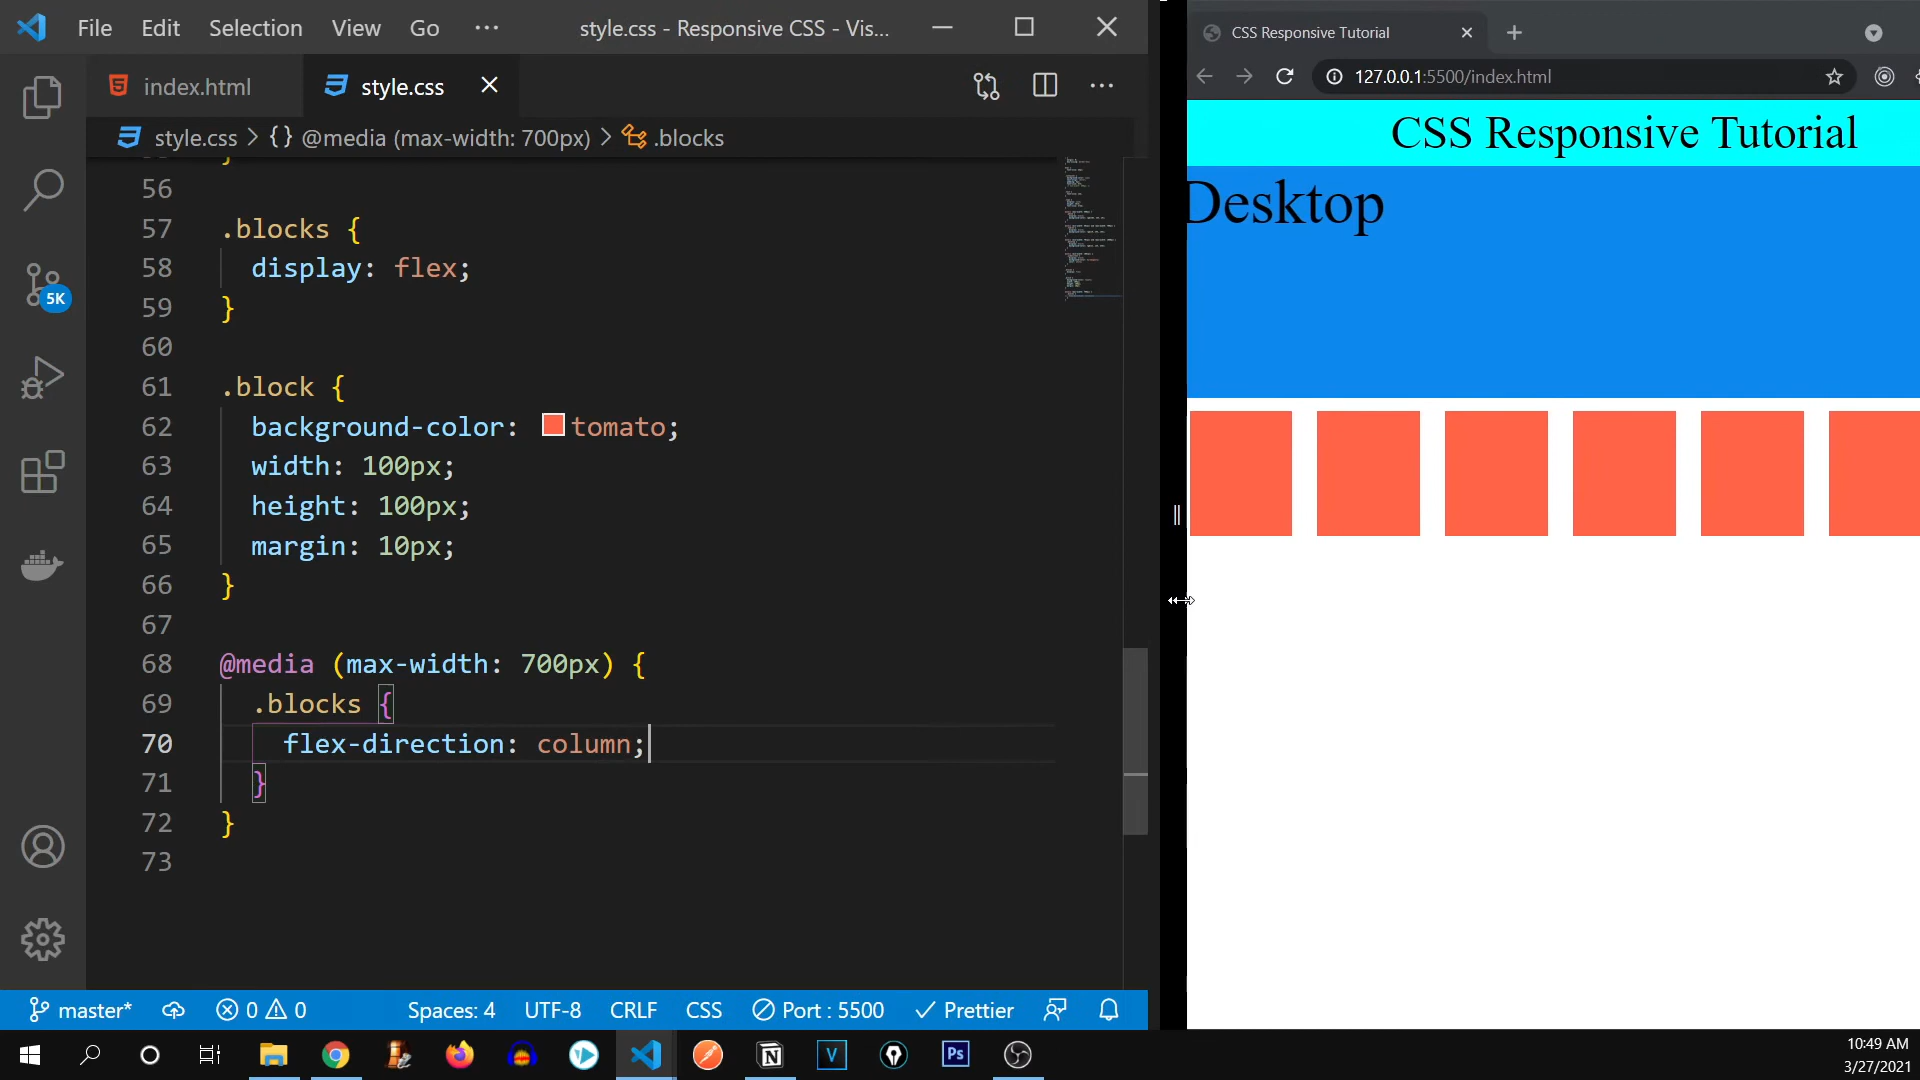 File Edit Selection View Go ··· style.css - Responsive CSS - Vis...
index.html style.css
style.css > {} @media (max-width: 700px) > .blocks
}
56
57 .blocks {
58 display: flex;
59 }
60
61 .block {
62 background-color: tomato;
63 width: 100px;
64 height: 100px;
65 margin: 10px;
66 }
67
68 @media (max-width: 700px) {
69 .blocks {
70 flex-direction: column;
71 }
72 }
73
5K
master* 0 0 Spaces: 4 UTF-8 CRLF CSS Port : 5500 Prettier
CSS Responsive Tutorial
127.0.0.1:5500/index.html
CSS Responsive Tutorial
Desktop
N V Ps
10:49 AM
3/27/2021